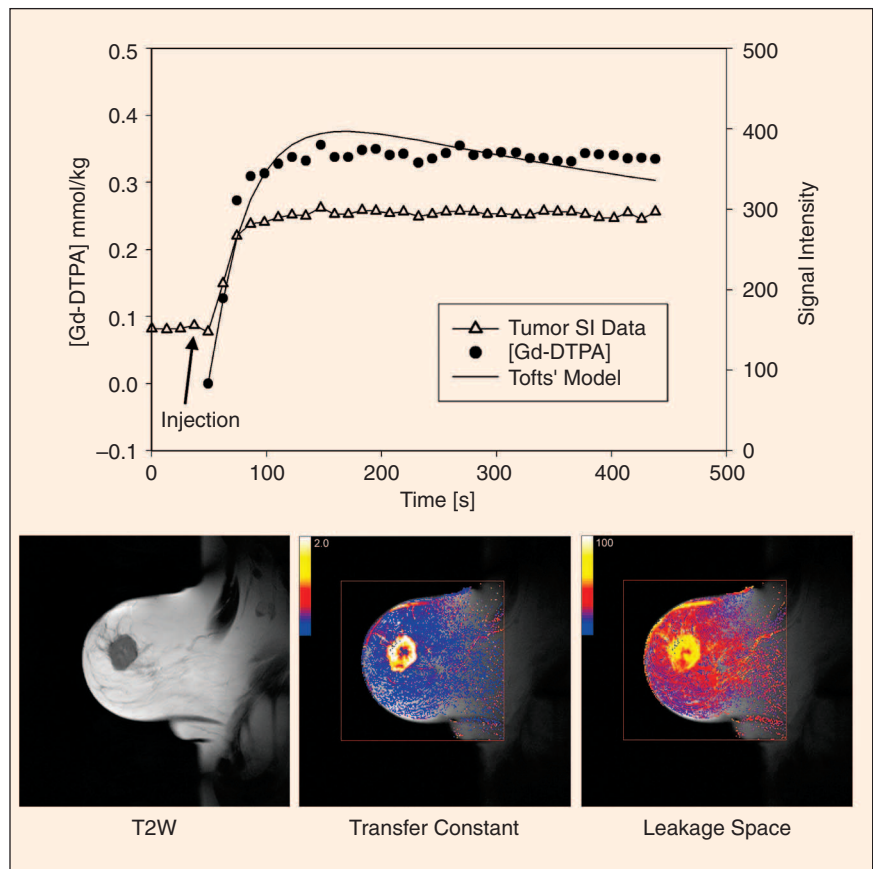 0.5
0.4
0.3
0.2
0.1
0.0
–0.1
[Gd-DTPA] mmol/kg
500
400
300
200
100
0
Signal Intensity
Injection
Tumor SI Data
[Gd-DTPA]
Tofts' Model
0 100 200 300 400 500
Time [s]
2.0
100
T2W
Transfer Constant
Leakage Space